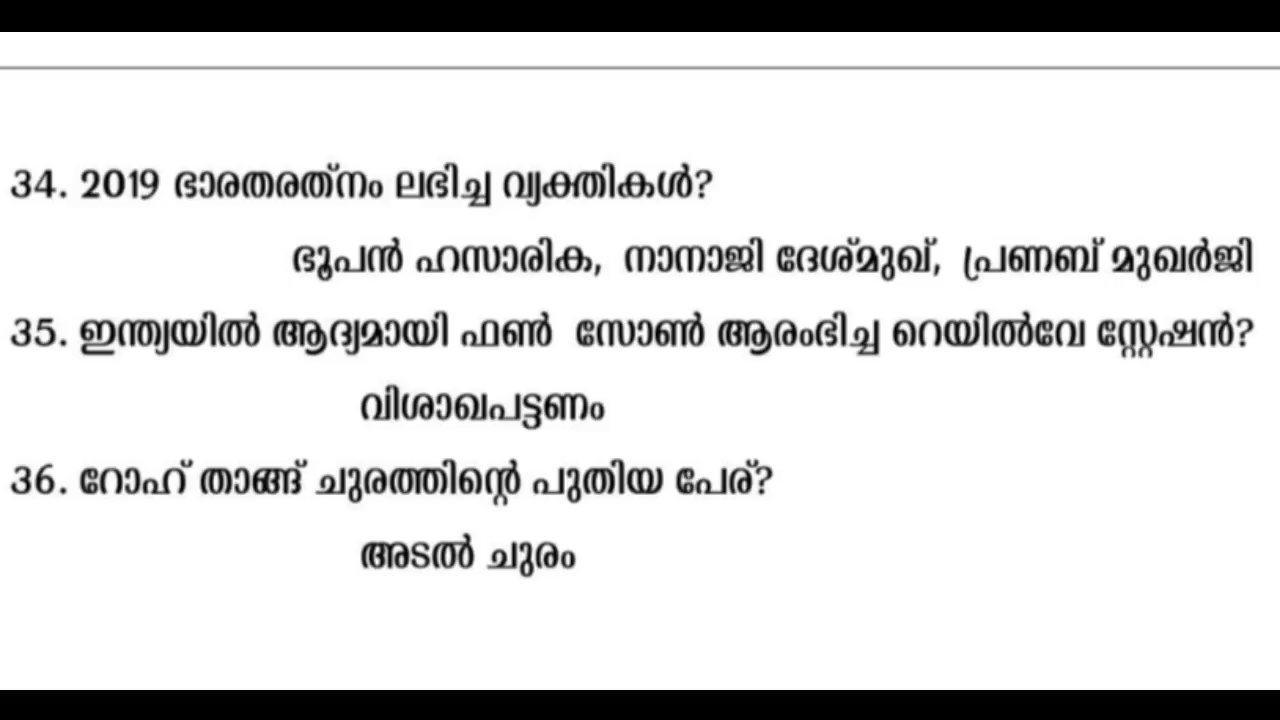 34. 2019 ഭാരതരത്‌നം ലഭിച്ച വ്യക്തികൾ?
ഭൂപൻ ഹസാരിക, നാനാജി ദേശ്‌മുഖ്, പ്രണബ് മുഖർജി
35. ഇന്ത്യയിൽ ആദ്യമായി ഫൺ സോൺ ആരംഭിച്ച റെയിൽവേ സ്റ്റേഷൻ?
വിശാഖപട്ടണം
36. റോഹ് താങ്ങ് ചുരത്തിന്റെ പുതിയ പേര്?
അടൽ ചുരം